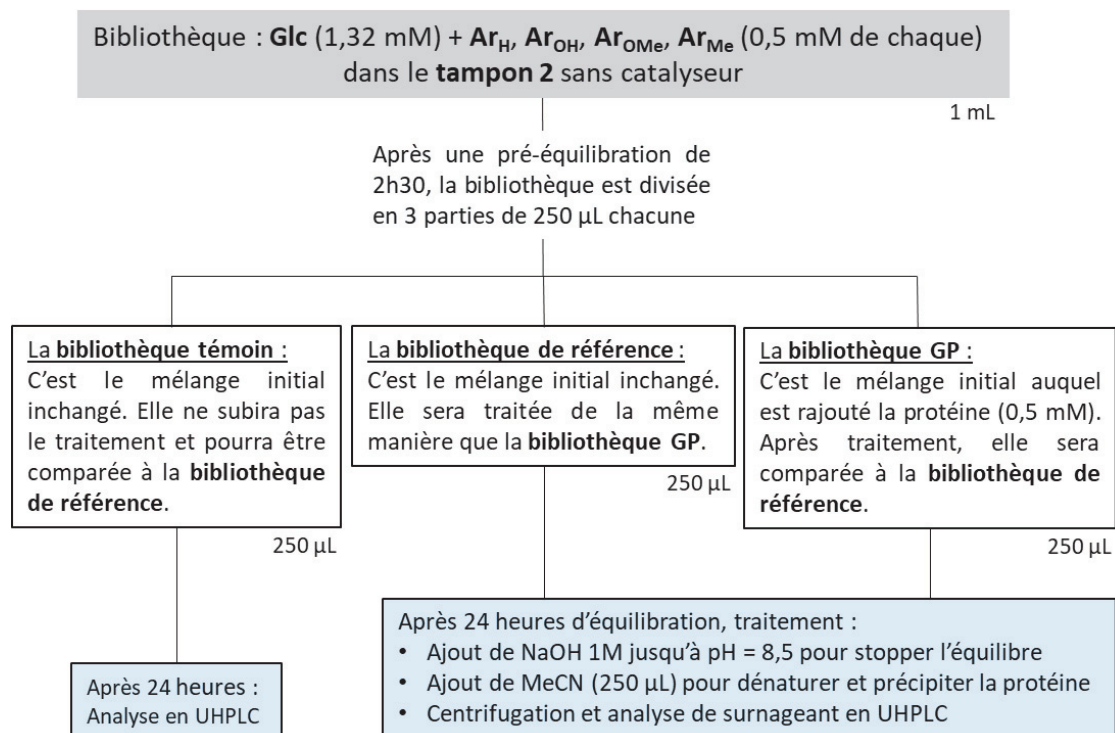 Bibliothèque : Glc (1,32 mM) + ArH, ArOH, ArOMe, ArMe (0,5 mM de chaque)
dans le tampon 2 sans catalyseur
1 mL
Après une pré-équilibration de
2h30, la bibliothèque est divisée
en 3 parties de 250 µL chacune
La bibliothèque témoin :
C'est le mélange initial
inchangé. Elle ne subira pas
le traitement et pourra être
comparée à la bibliothèque
de référence.
250 µL
La bibliothèque de référence :
C'est le mélange initial inchangé.
Elle sera traitée de la même
manière que la bibliothèque GP.
250 µL
La bibliothèque GP :
C'est le mélange initial auquel
est rajouté la protéine (0,5 mM).
Après traitement, elle sera
comparée à la bibliothèque de
référence.
250 µL
Après 24 heures :
Analyse en UHPLC
Après 24 heures d'équilibration, traitement :
• Ajout de NaOH 1M jusqu'à pH = 8,5 pour stopper l'équilibre
• Ajout de MeCN (250 µL) pour dénaturer et précipiter la protéine
• Centrifugation et analyse de surnageant en UHPLC